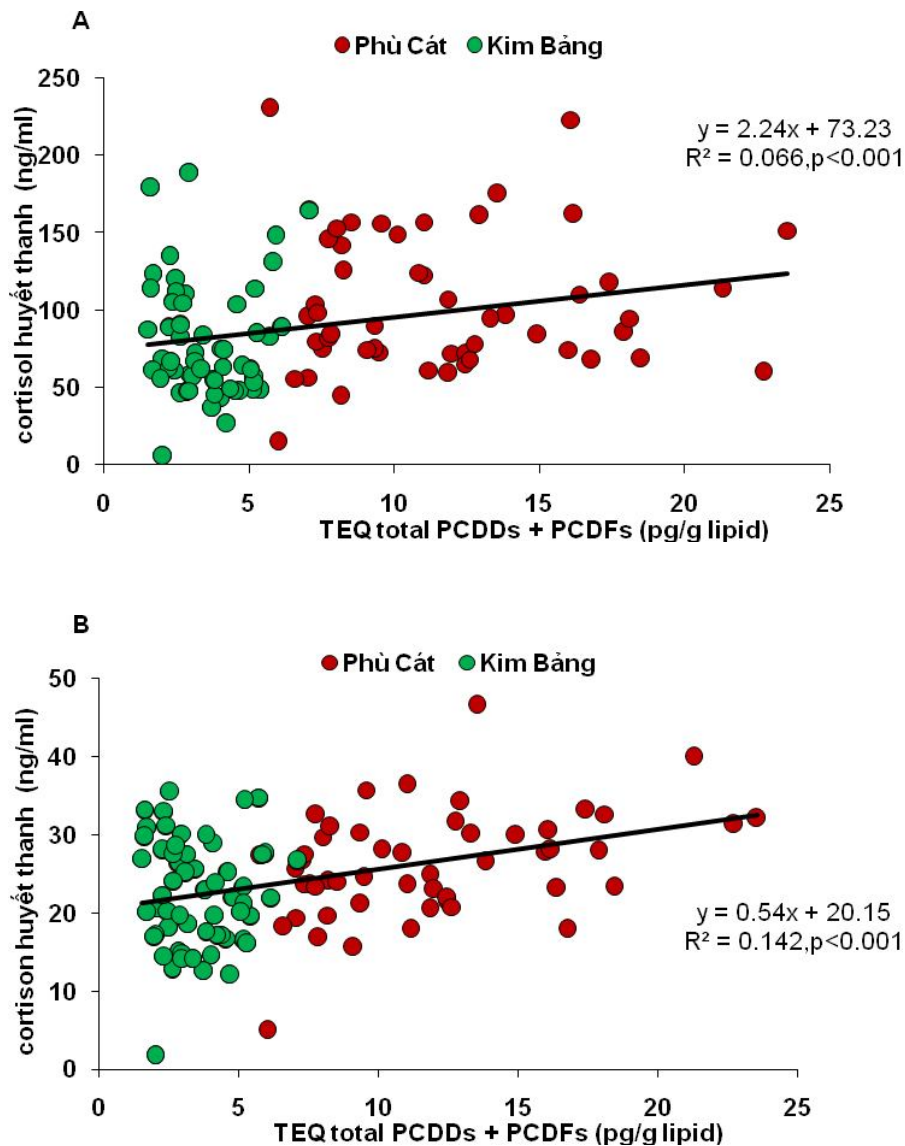 A
Phù Cát Kim Bảng
250
200
150
100
50
0
cortisol huyết thanh (ng/ml)
y = 2.24x + 73.23
R² = 0.066,p<0.001
0 5 10 15 20 25
TEQ total PCDDs + PCDFs (pg/g lipid)
B
Phù Cát Kim Bảng
50
40
30
20
10
0
cortison huyết thanh (ng/ml)
y = 0.54x + 20.15
R² = 0.142,p<0.001
0 5 10 15 20 25
TEQ total PCDDs + PCDFs (pg/g lipid)